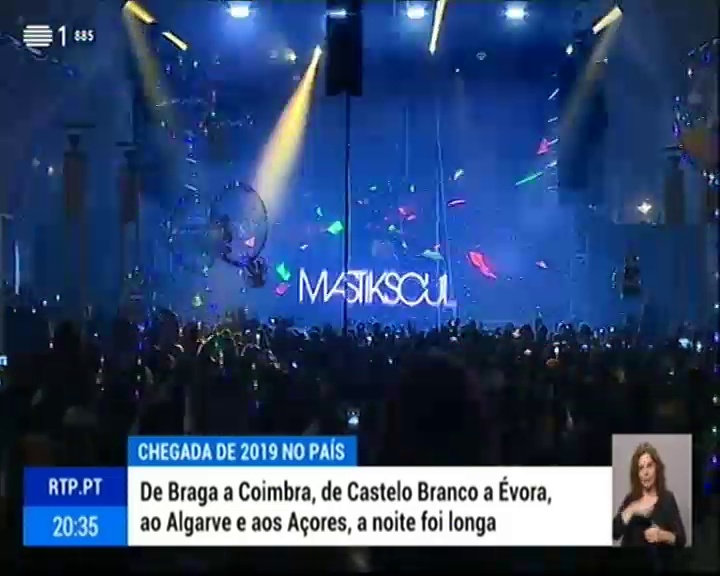 1 885
MASTIKSOUL
CHEGADA DE 2019 NO PAÍS
RTP.PT
De Braga a Coimbra, de Castelo Branco a Évora,
20:35
ao Algarve e aos Açores, a noite foi longa